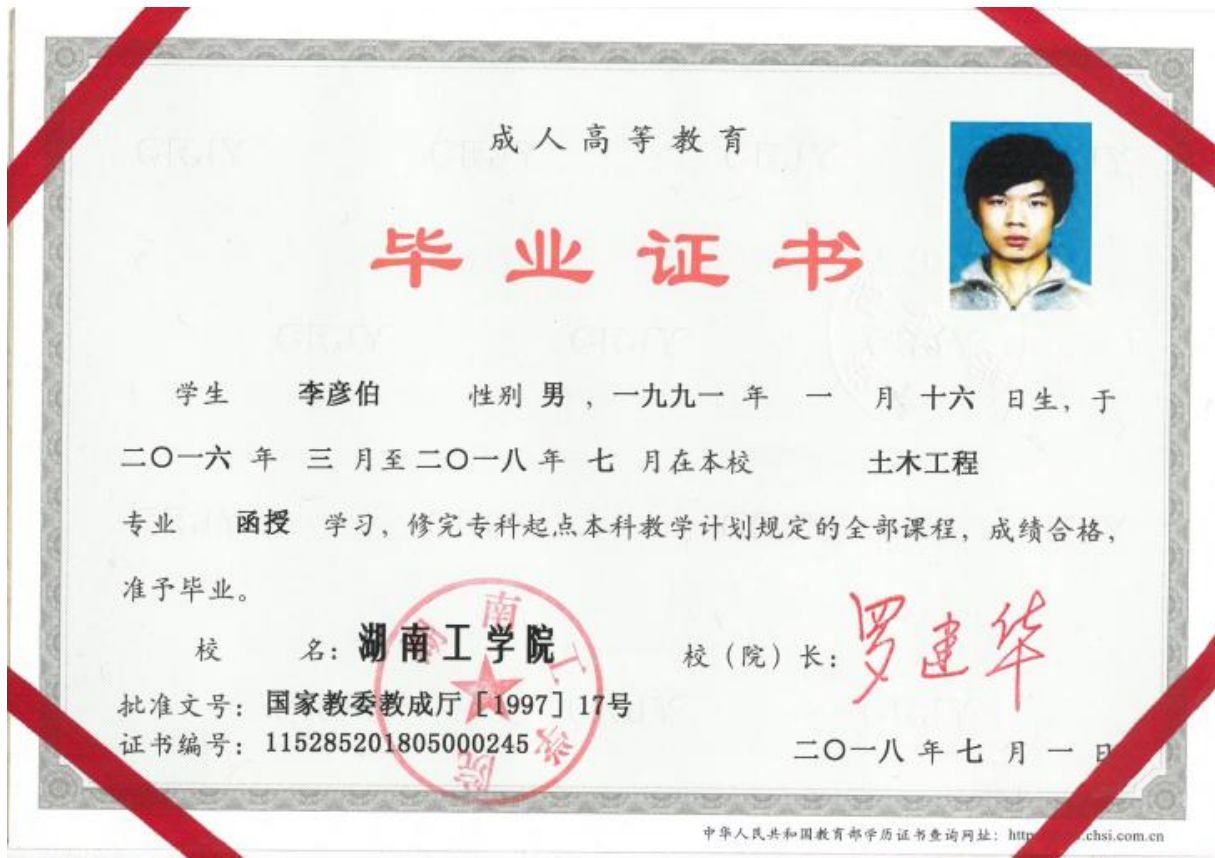 成人高等教育
毕业证书
学生 李彦伯 性别 男 ，一九九一 年 一 月 十六 日生，于
二〇一六 年 三 月至 二〇一八 年 七 月在本校 土木工程
专业 函授 学习，修完专科起点本科教学计划规定的全部课程，成绩合格，
准予毕业。
校 名：湖南工学院
校（院）长：罗建华
湖南工学院
批准文号：国家教委教成厅［1997］17号
证书编号：115285201805000245
二〇一八 年 七 月 一 日
中华人民共和国教育部学历证书查询网址：http chsi.com.cn